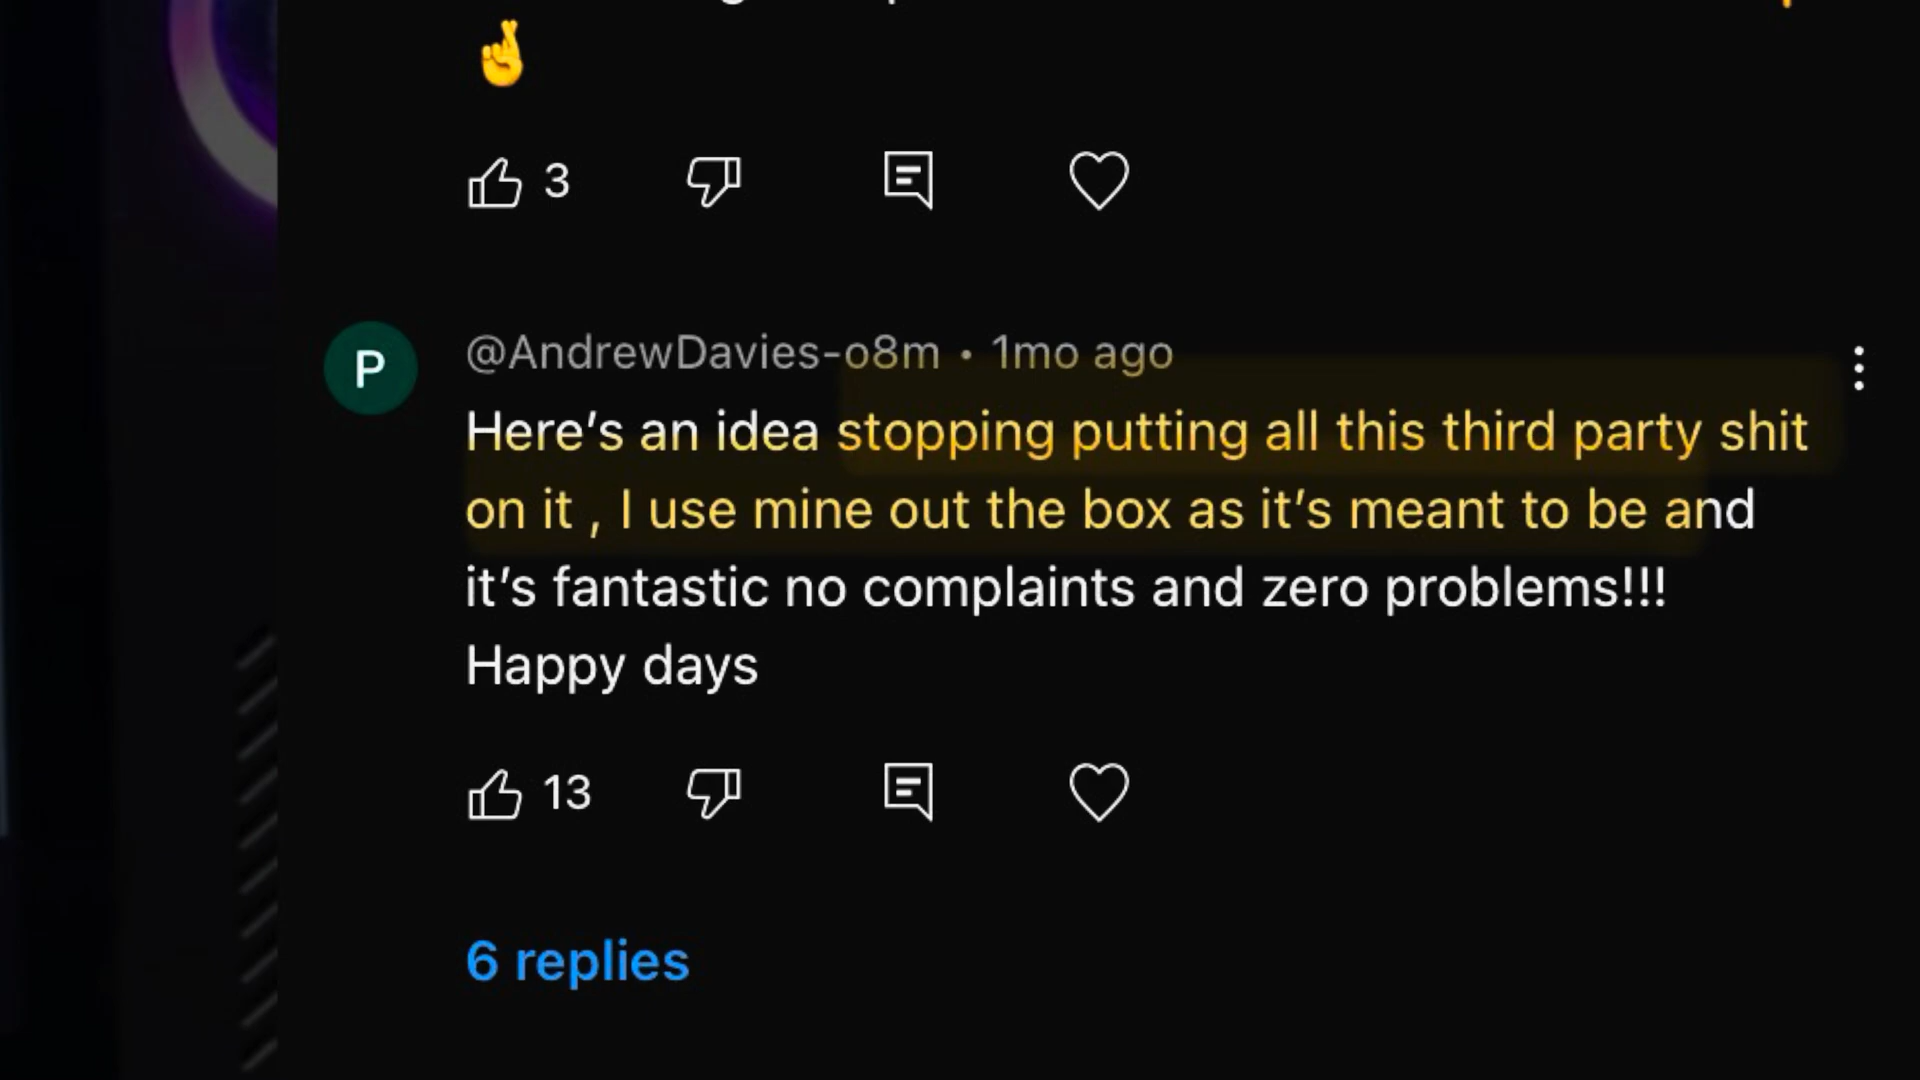 3
P
@AndrewDavies-o8m • 1mo ago
Here's an idea stopping putting all this third party shit
on it , I use mine out the box as it's meant to be and
it's fantastic no complaints and zero problems!!!
Happy days
13
6 replies